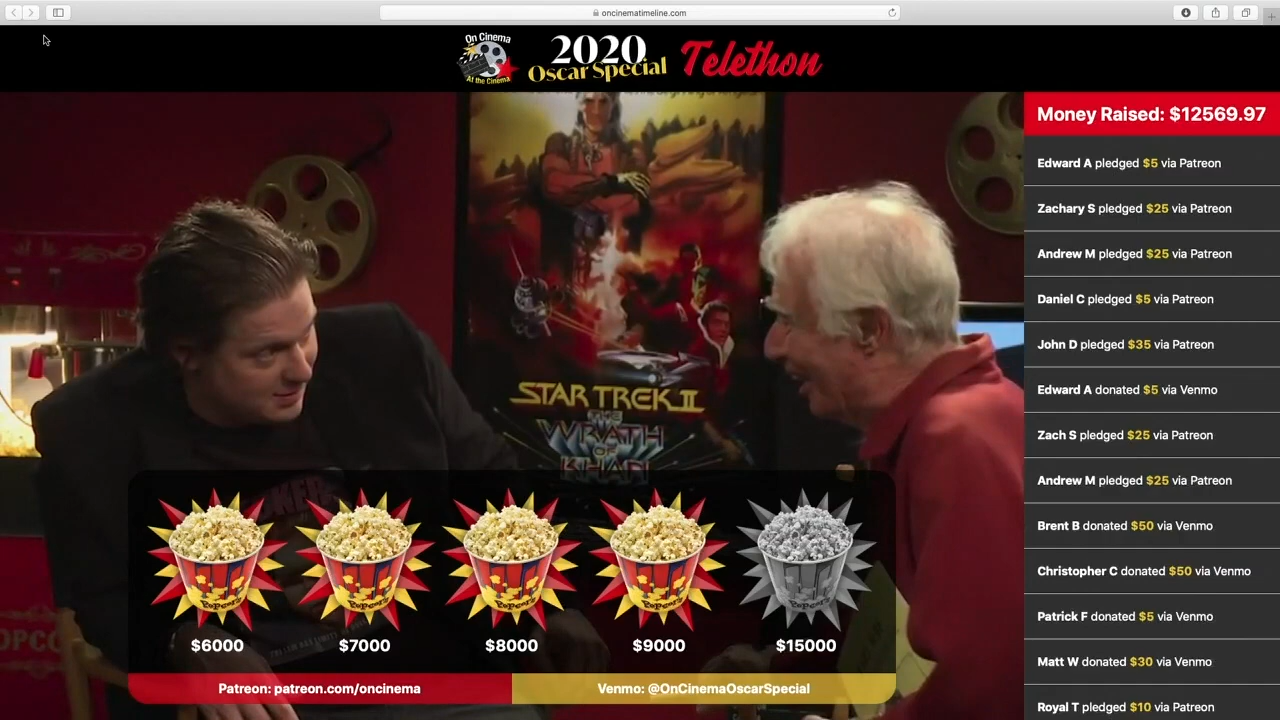 oncinematimeline.com
On Cinema
At the Cinema
2020
Oscar Special
Telethon
Money Raised: $12569.97
Edward A pledged $5 via Patreon
Zachary S pledged $25 via Patreon
Andrew M pledged $25 via Patreon
Daniel C pledged $5 via Patreon
John D pledged $35 via Patreon
Edward A donated $5 via Venmo
Zach S pledged $25 via Patreon
Andrew M pledged $25 via Patreon
Brent B donated $50 via Venmo
Christopher C donated $50 via Venmo
Patrick F donated $5 via Venmo
Matt W donated $30 via Venmo
Royal T pledged $10 via Patreon
STAR TREK II
THE
WRATH
OF
KHAN
Popcorn
Popcorn
Popcorn
Popcorn
Popcorn
$6000
$7000
$8000
$9000
$15000
Patreon: patreon.com/oncinema
Venmo: @OnCinemaOscarSpecial